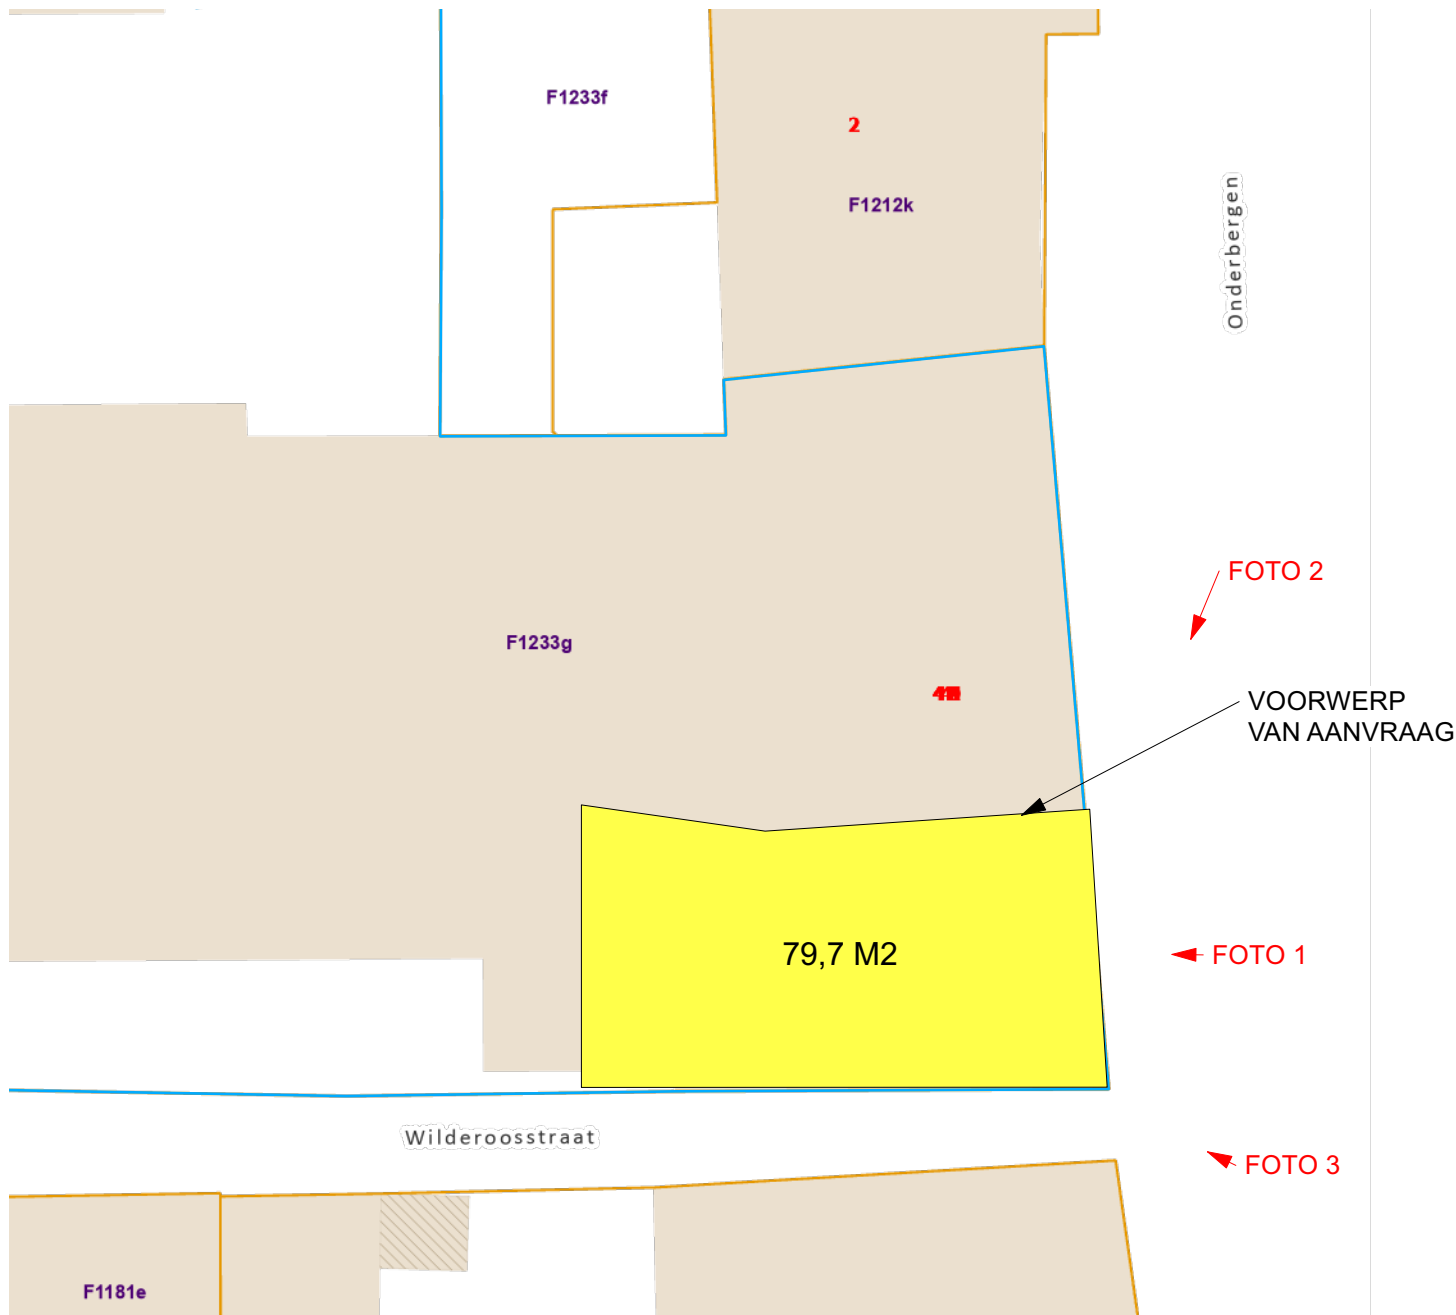 F1233f
2
F1212k
Onderbergen
FOTO 2
F1233g
VOORWERP
VAN AANVRAAG
79,7 M2
FOTO 1
Wilderoosstraat
FOTO 3
F1181e